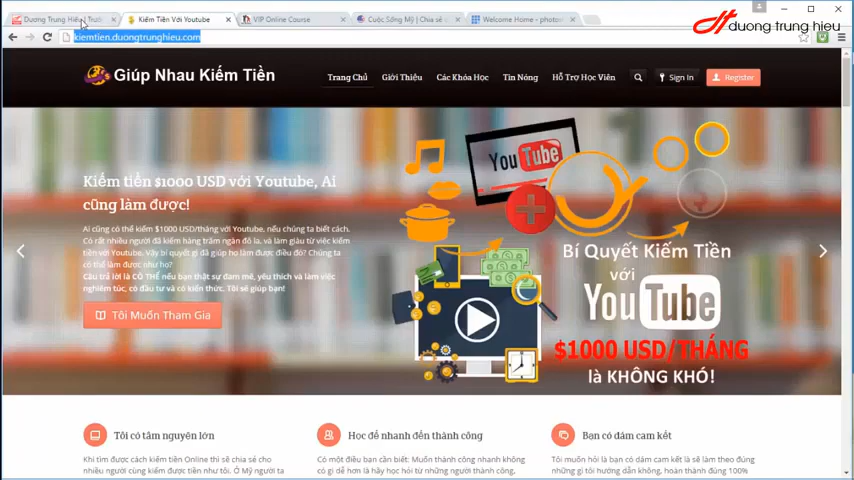 Dương Trung Hiếu | Trươ
Kiếm Tiền Với Youtube
VIP Online Course
Cuộc Sống Mỹ | Chia sẻ
Welcome Home - photos
duong trung hieu
kiemtien.duongtrunghieu.com
Giúp Nhau Kiếm Tiền
Trang Chủ
Giới Thiệu
Các Khóa Học
Tin Nóng
Hỗ Trợ Học Viên
Sign In
Register
Kiếm tiền $1000 USD với Youtube, Ai
cũng làm được!
Ai cũng có thể kiếm $1000 USD/tháng với Youtube, nếu chúng ta biết cách.
Có rất nhiều người đã kiếm hàng trăm ngàn đô la, và làm giàu từ việc kiếm
tiền với Youtube. Vậy bí quyết gì đã giúp họ làm được điều đó? Chúng ta
có thể làm được như họ?
Câu trả lời là CÓ THỂ nếu bạn thật sự đam mê, yêu thích và làm việc
nghiêm túc, có đầu tư và có kiến thức. Tôi sẽ giúp bạn!
Tôi Muốn Tham Gia
YouTube
Bí Quyết Kiếm Tiền
với
YouTube
$1000 USD/THÁNG
là KHÔNG KHÓ!
Tôi có tâm nguyện lớn
Học để nhanh đến thành công
Bạn có dám cam kết
Khi tìm được cách kiếm tiền Online thì sẽ chia sẻ cho
nhiều người cùng kiếm được tiền như tôi. Ở Mỹ người ta
Có một điều bạn cần biết: Muốn thành công nhanh không
có gì dễ hơn là hãy học hỏi từ những người thành công,
Tôi muốn hỏi là bạn có dám cam kết là sẽ làm theo đúng
những gì tôi hướng dẫn không, hoàn thành đúng 100%